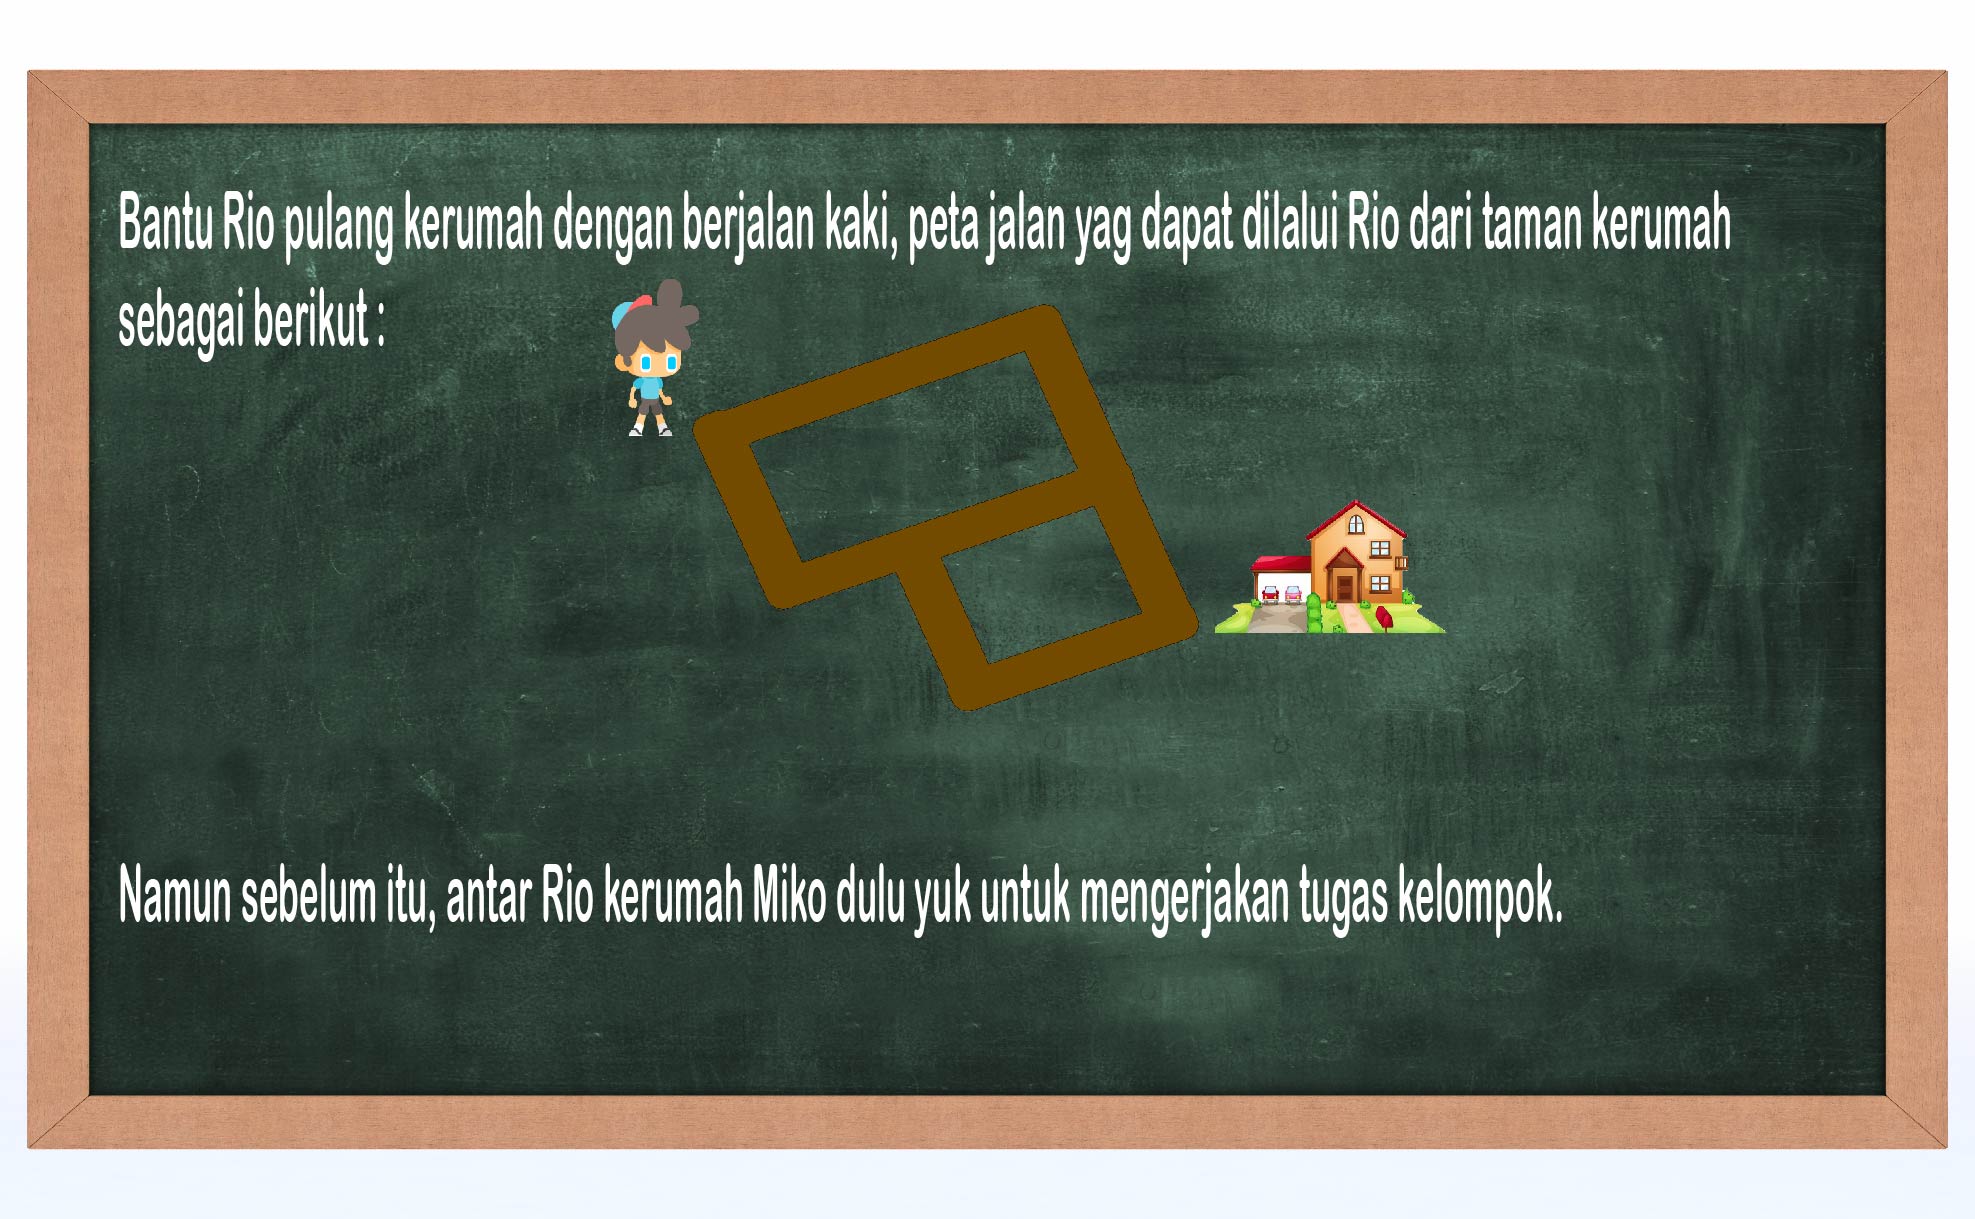 Bantu Rio pulang kerumah dengan berjalan kaki, peta jalan yag dapat dilalui Rio dari taman kerumah
sebagai berikut :
Namun sebelum itu, antar Rio kerumah Miko dulu yuk untuk mengerjakan tugas kelompok.